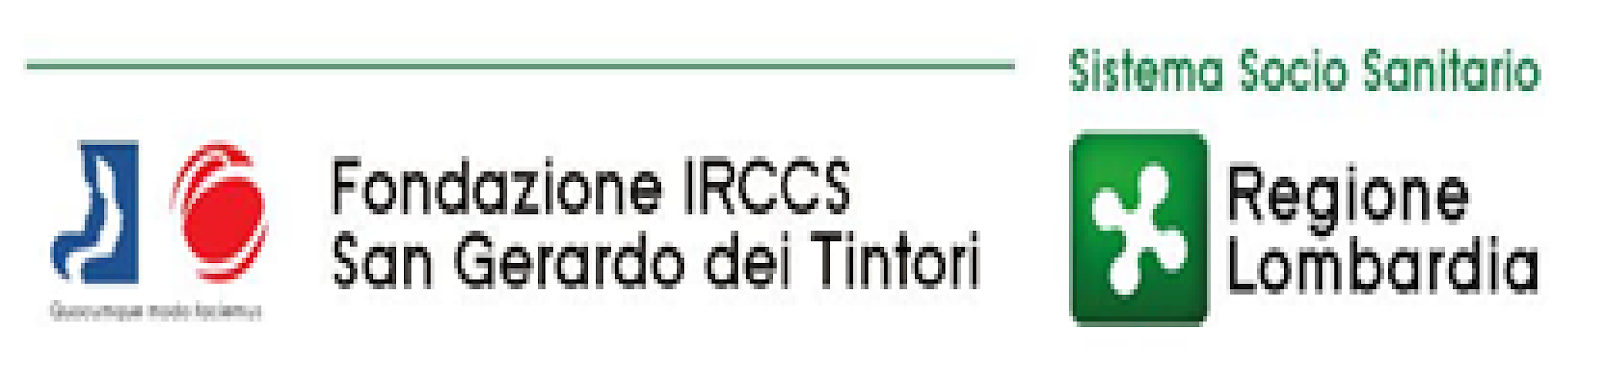 Sistema Socio Sanitario
Fondazione IRCCS
San Gerardo dei Tintori
Regione
Lombardia